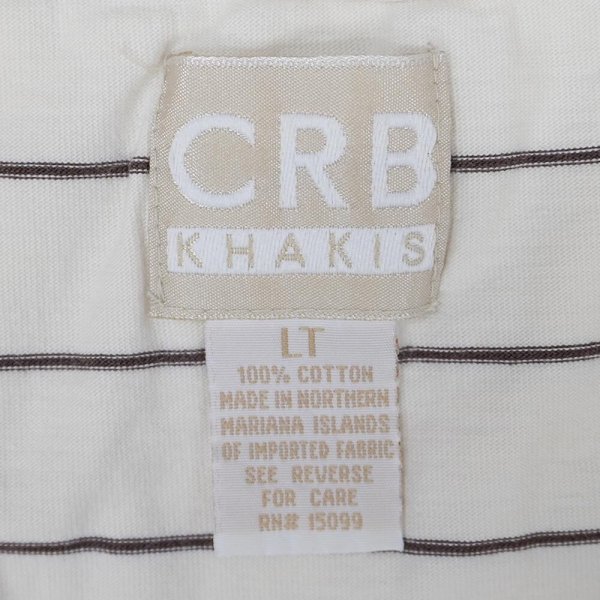 CRB
KHAKIS
LT
100% COTTON
MADE IN NORTHERN
MARIANA ISLANDS
OF IMPORTED FABRIC
SEE REVERSE
FOR CARE
RN# 15099